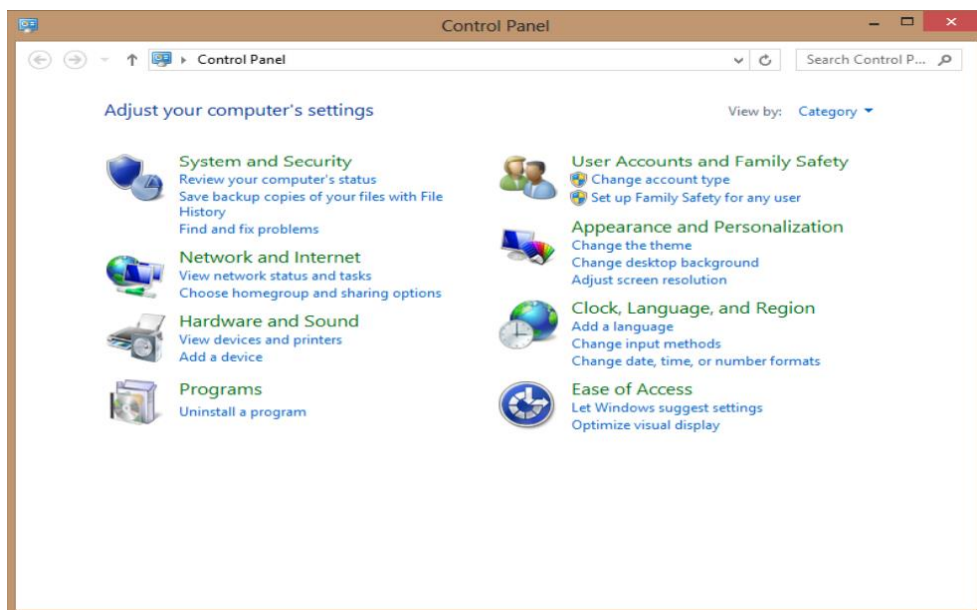 Control Panel
Control Panel
Search Control P...
Adjust your computer's settings
View by: Category
System and Security
Review your computer's status
Save backup copies of your files with File
History
Find and fix problems
Network and Internet
View network status and tasks
Choose homegroup and sharing options
Hardware and Sound
View devices and printers
Add a device
Programs
Uninstall a program
User Accounts and Family Safety
Change account type
Set up Family Safety for any user
Appearance and Personalization
Change the theme
Change desktop background
Adjust screen resolution
Clock, Language, and Region
Add a language
Change input methods
Change date, time, or number formats
Ease of Access
Let Windows suggest settings
Optimize visual display